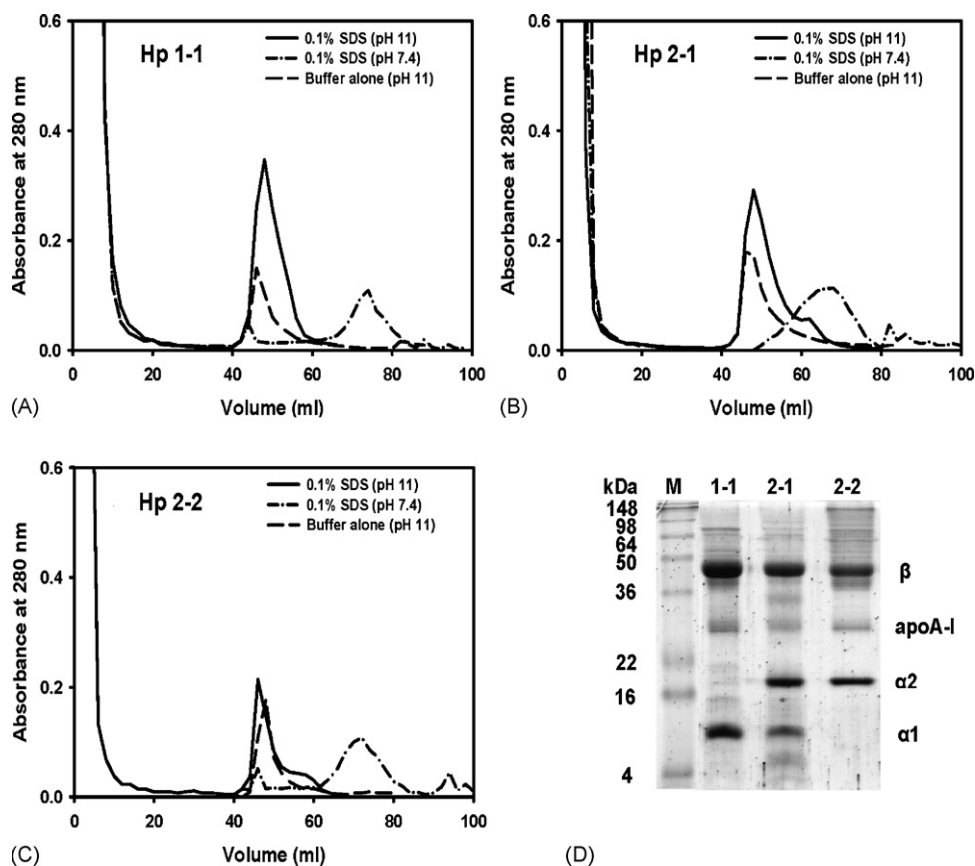 Hp 1-1
0.1% SDS (pH 11)
0.1% SDS (pH 7.4)
Buffer alone (pH 11)
Absorbance at 280 nm
0.6
0.4
0.2
0.0
0 20 40 60 80 100
Volume (ml)
(A)
Hp 2-1
0.1% SDS (pH 11)
0.1% SDS (pH 7.4)
Buffer alone (pH 11)
Absorbance at 280 nm
0.6
0.4
0.2
0.0
0 20 40 60 80 100
Volume (ml)
(B)
Hp 2-2
0.1% SDS (pH 11)
0.1% SDS (pH 7.4)
Buffer alone (pH 11)
Absorbance at 280 nm
0.6
0.4
0.2
0.0
0 20 40 60 80 100
Volume (ml)
(C)
kDa M 1-1 2-1 2-2
148
98
64
50
36
22
16
4
β
apoA-I
α2
α1
(D)